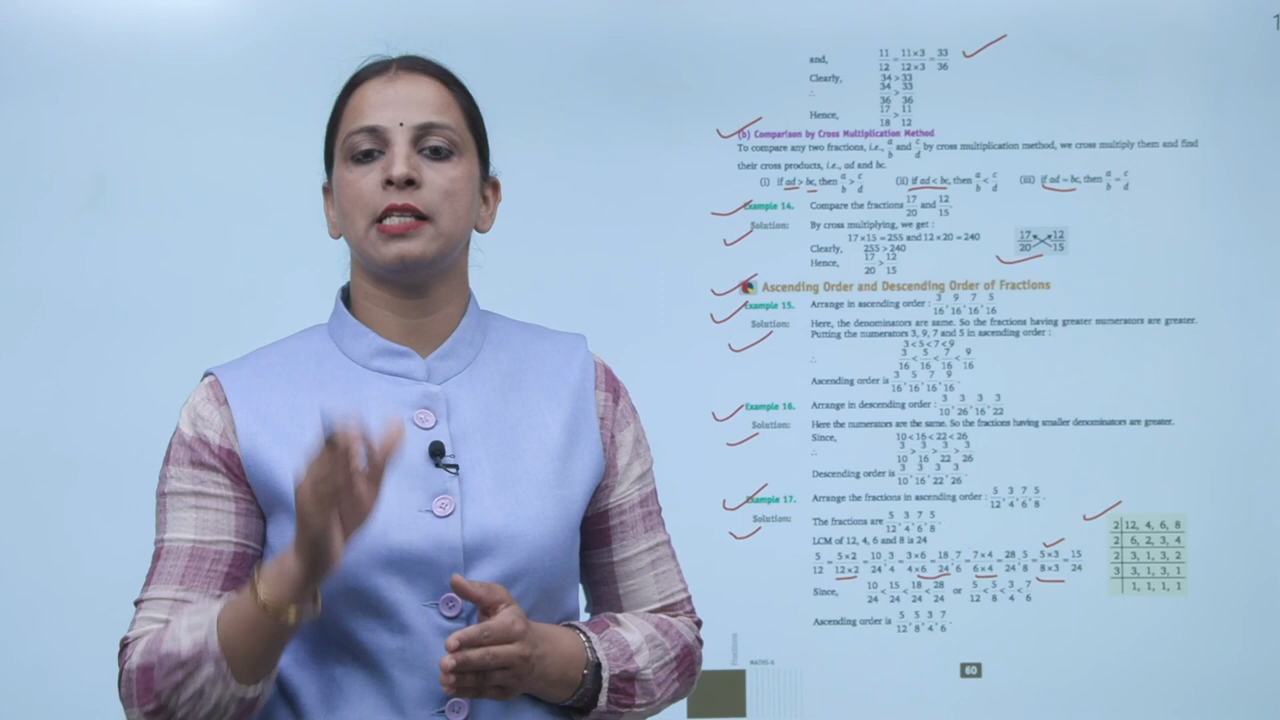 1
and, 11/12 = 11×3/12×3 = 33/36
Clearly, 34 > 33
∴ 34/36 > 33/36
Hence, 17/18 > 11/12
(b) Comparison by Cross Multiplication Method
To compare any two fractions, i.e., a/b and c/d by cross multiplication method, we cross multiply them and find
their cross products, i.e., ad and bc.
(i) if ad > bc, then a/b > c/d (ii) if ad < bc, then a/b < c/d (iii) if ad = bc, then a/b = c/d
Example 14. Compare the fractions 17/20 and 12/15.
Solution: By cross multiplying, we get :
17 × 15 = 255 and 12 × 20 = 240
Clearly, 255 > 240
Hence, 17/20 > 12/15
17/20 12/15
Ascending Order and Descending Order of Fractions
Example 15. Arrange in ascending order : 3/16, 9/16, 7/16, 5/16
Solution: Here, the denominators are same. So the fractions having greater numerators are greater.
Putting the numerators 3, 9, 7 and 5 in ascending order :
3 < 5 < 7 < 9
∴ 3/16 < 5/16 < 7/16 < 9/16
Ascending order is 3/16, 5/16, 7/16, 9/16.
Example 16. Arrange in descending order : 3/10, 3/26, 3/16, 3/22
Solution: Here the numerators are the same. So the fractions having smaller denominators are greater.
Since, 10 < 16 < 22 < 26
∴ 3/10 > 3/16 > 3/22 > 3/26
Descending order is 3/10, 3/16, 3/22, 3/26.
Example 17. Arrange the fractions in ascending order : 5/12, 3/4, 7/6, 5/8.
Solution: The fractions are 5/12, 3/4, 7/6, 5/8.
LCM of 12, 4, 6 and 8 is 24
5/12 = 5×2/12×2 = 10/24, 3/4 = 3×6/4×6 = 18/24, 7/6 = 7×4/6×4 = 28/24, 5/8 = 5×3/8×3 = 15/24
Since, 10/24 < 15/24 < 18/24 < 28/24 or 5/12 < 5/8 < 3/4 < 7/6
Ascending order is 5/12, 5/8, 3/4, 7/6.
2 12, 4, 6, 8
2 6, 2, 3, 4
2 3, 1, 3, 2
3 3, 1, 3, 1
1, 1, 1, 1
Fractions
MATHS-6
60